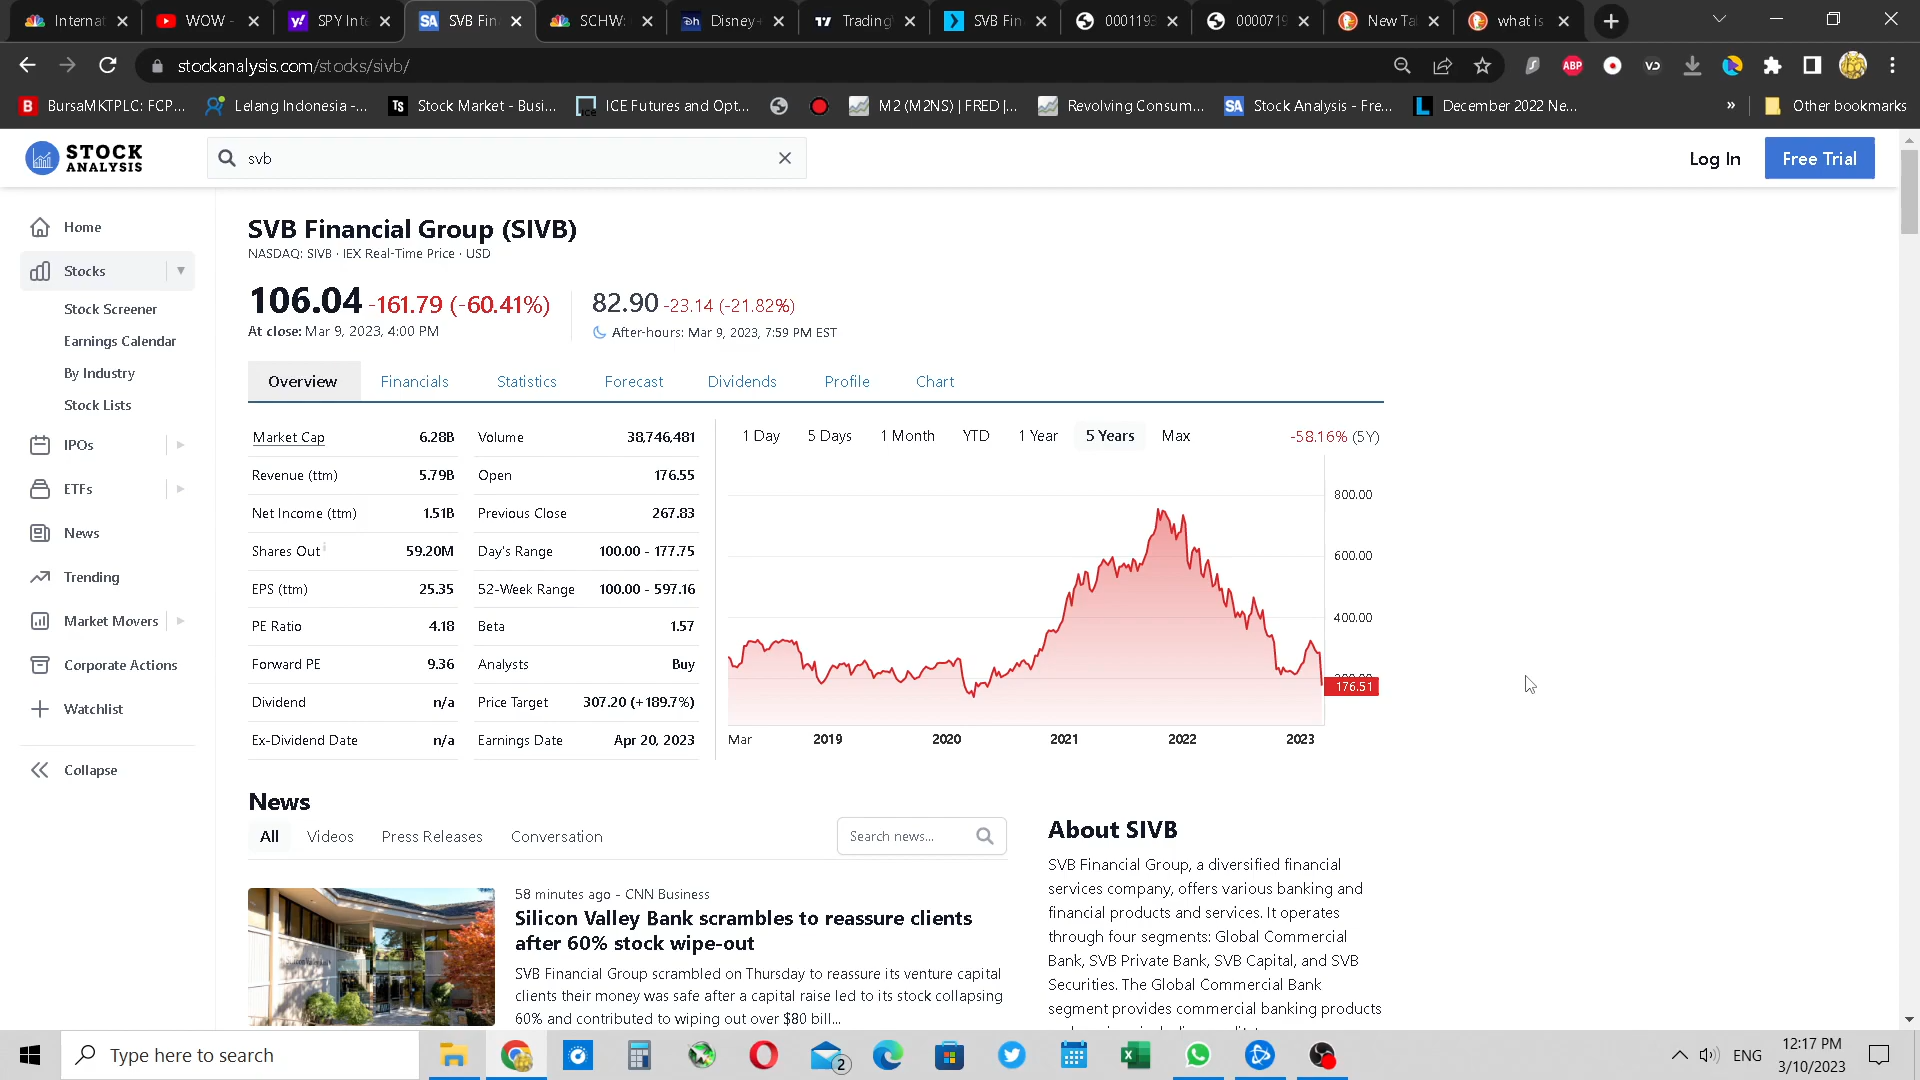 Internat
WOW -
SPY Inte
SVB Fin
SCHW:
Disney+
Trading
SVB Fin
0001193
0000719
New Ta
what is
stockanalysis.com/stocks/sivb/
BursaMKTPLC: FCP...
Lelang Indonesia -...
Stock Market - Busi...
ICE Futures and Opt...
M2 (M2NS) | FRED |...
Revolving Consum...
Stock Analysis - Fre...
December 2022 Ne...
»
Other bookmarks
STOCK
ANALYSIS
svb
Log In
Free Trial
Home
Stocks
Stock Screener
Earnings Calendar
By Industry
Stock Lists
IPOs
ETFs
News
Trending
Market Movers
Corporate Actions
Watchlist
Collapse
SVB Financial Group (SIVB)
NASDAQ: SIVB · IEX Real-Time Price · USD
106.04 -161.79 (-60.41%)
At close: Mar 9, 2023, 4:00 PM
82.90 -23.14 (-21.82%)
After-hours: Mar 9, 2023, 7:59 PM EST
Overview Financials Statistics Forecast Dividends Profile Chart
Market Cap 6.28B Volume 38,746,481
Revenue (ttm) 5.79B Open 176.55
Net Income (ttm) 1.51B Previous Close 267.83
Shares Out 59.20M Day's Range 100.00 - 177.75
EPS (ttm) 25.35 52-Week Range 100.00 - 597.16
PE Ratio 4.18 Beta 1.57
Forward PE 9.36 Analysts Buy
Dividend n/a Price Target 307.20 (+189.7%)
Ex-Dividend Date n/a Earnings Date Apr 20, 2023
1 Day 5 Days 1 Month YTD 1 Year 5 Years Max -58.16% (5Y)
800.00
600.00
400.00
176.51
Mar 2019 2020 2021 2022 2023
News
All Videos Press Releases Conversation
Search news...
58 minutes ago - CNN Business
Silicon Valley Bank scrambles to reassure clients
after 60% stock wipe-out
SVB Financial Group scrambled on Thursday to reassure its venture capital
clients their money was safe after a capital raise led to its stock collapsing
60% and contributed to wiping out over $80 bill...
About SIVB
SVB Financial Group, a diversified financial
services company, offers various banking and
financial products and services. It operates
through four segments: Global Commercial
Bank, SVB Private Bank, SVB Capital, and SVB
Securities. The Global Commercial Bank
segment provides commercial banking products
Type here to search
2
ENG
12:17 PM
3/10/2023